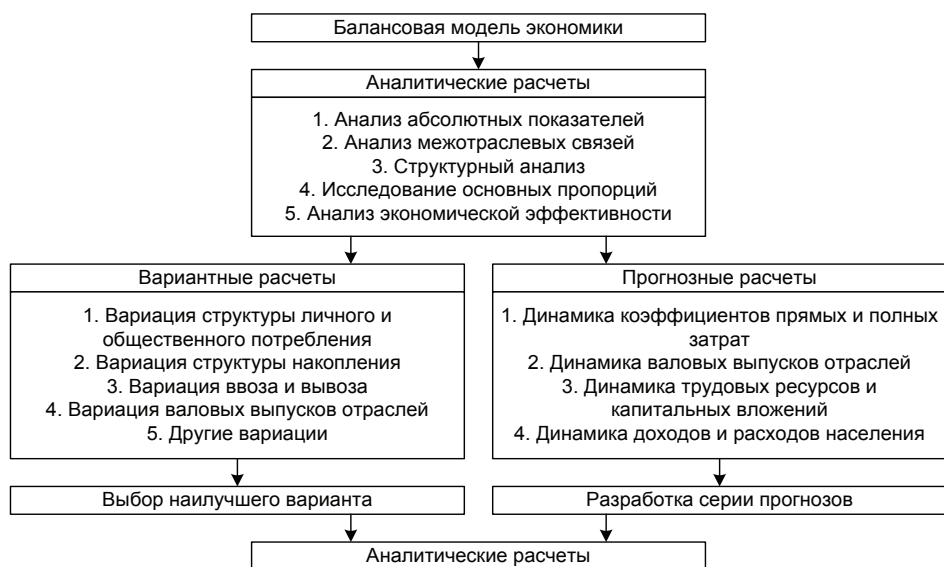 Балансовая модель экономики
Аналитические расчеты
1. Анализ абсолютных показателей
2. Анализ межотраслевых связей
3. Структурный анализ
4. Исследование основных пропорций
5. Анализ экономической эффективности
Вариантные расчеты
1. Вариация структуры личного и
общественного потребления
2. Вариация структуры накопления
3. Вариация ввоза и вывоза
4. Вариация валовых выпусков отраслей
5. Другие вариации
Прогнозные расчеты
1. Динамика коэффициентов прямых и полных
затрат
2. Динамика валовых выпусков отраслей
3. Динамика трудовых ресурсов и
капитальных вложений
4. Динамика доходов и расходов населения
Выбор наилучшего варианта
Разработка серии прогнозов
Аналитические расчеты